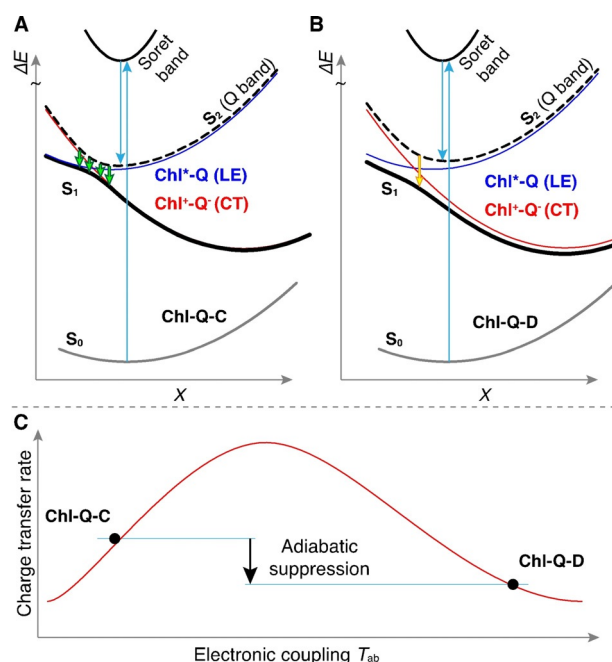 A
ΔE
~
Soret
band
S2 (Q band)
Chl*-Q (LE)
S1
Chl+-Q- (CT)
Chl-Q-C
S0
X
B
ΔE
~
Soret
band
S2 (Q band)
Chl*-Q (LE)
S1
Chl+-Q- (CT)
Chl-Q-D
S0
X
C
Charge transfer rate
Chl-Q-C
Adiabatic
suppression
Chl-Q-D
Electronic coupling Tab